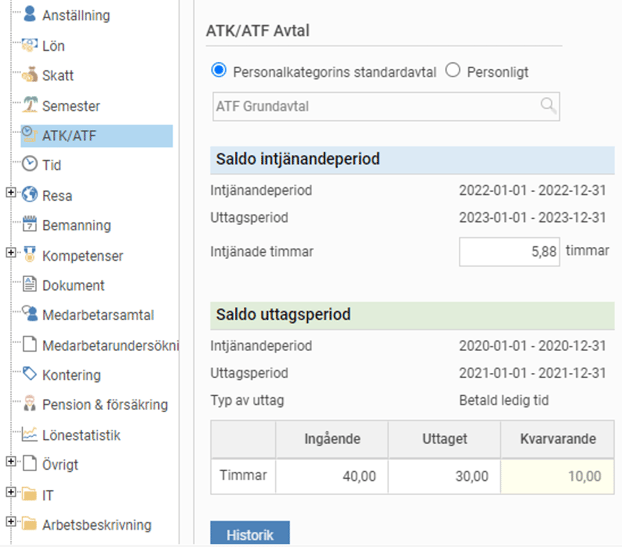 Anställning
Lön
Skatt
Semester
ATK/ATF
Tid
Resa
Bemanning
Kompetenser
Dokument
Medarbetarsamtal
Medarbetarundersökni
Kontering
Pension & försäkring
Lönestatistik
Övrigt
IT
Arbetsbeskrivning
ATK/ATF Avtal
Personalkategorins standardavtal Personligt
ATF Grundavtal
Saldo intjänandeperiod
Intjänandeperiod 2022-01-01 - 2022-12-31
Uttagsperiod 2023-01-01 - 2023-12-31
Intjänade timmar 5,88 timmar
Saldo uttagsperiod
Intjänandeperiod 2020-01-01 - 2020-12-31
Uttagsperiod 2021-01-01 - 2021-12-31
Typ av uttag Betald ledig tid
Ingående Uttaget Kvarvarande
Timmar 40,00 30,00 10,00
Historik